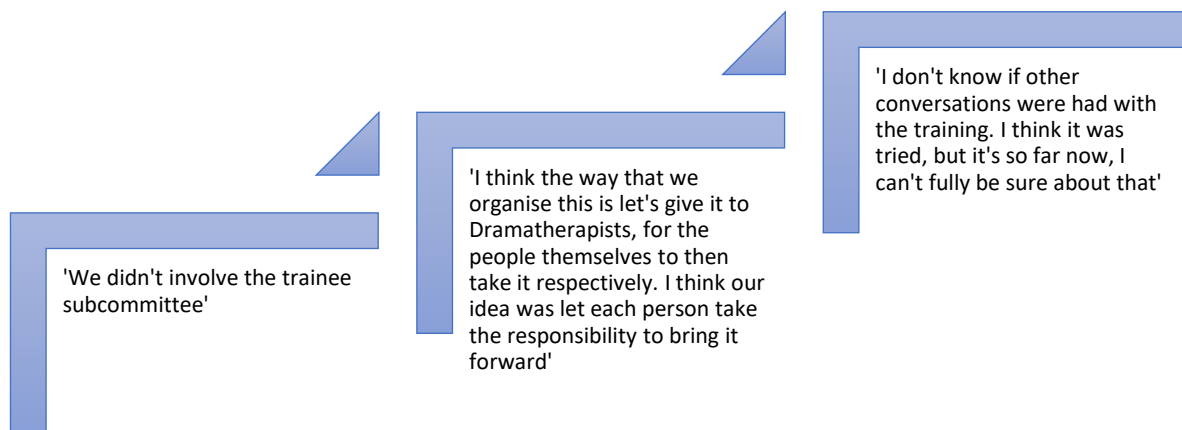 'We didn't involve the trainee
subcommittee'
'I think the way that we
organise this is let's give it to
Dramatherapists, for the
people themselves to then
take it respectively. I think our
idea was let each person take
the responsibility to bring it
forward'
'I don't know if other
conversations were had with
the training. I think it was
tried, but it's so far now, I
can't fully be sure about that'